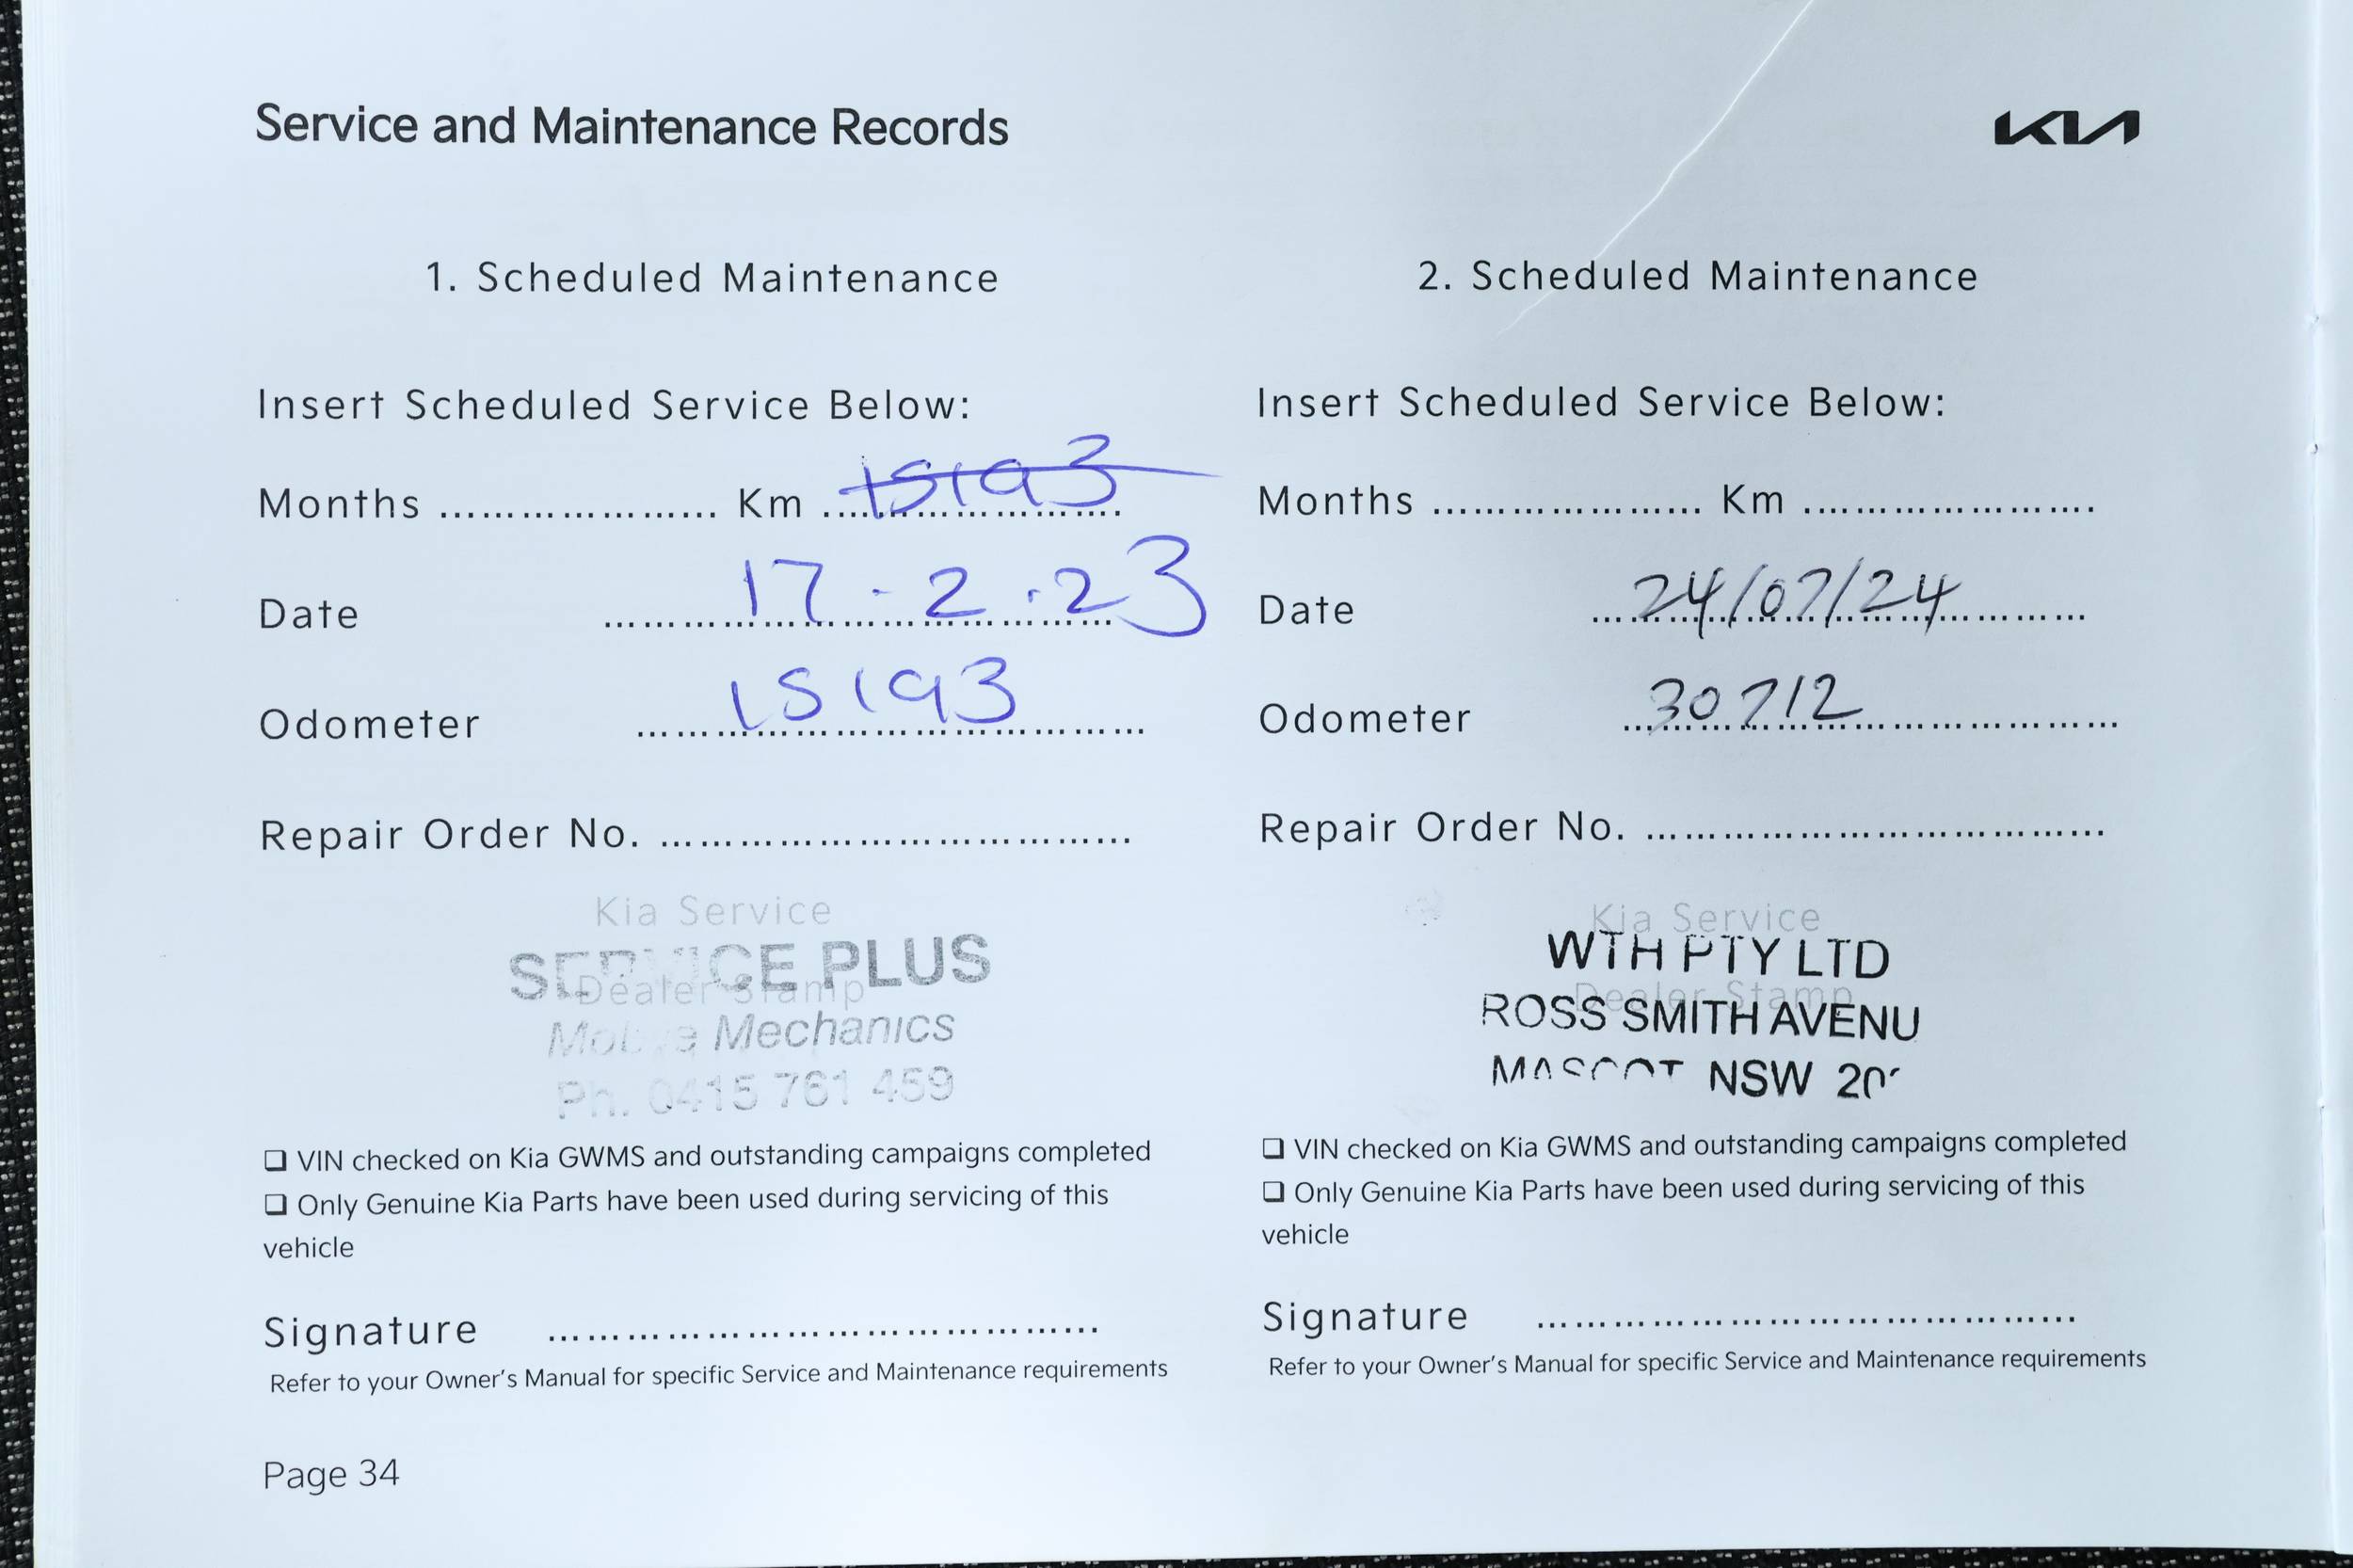 Service and Maintenance Records
KIA
1. Scheduled Maintenance
Insert Scheduled Service Below:
Months ........................ Km 15193
Date 17-2-23
Odometer 15193
Repair Order No. ........................
Kia Service
SERVICE PLUS
Dealer Stamp
Mobile Mechanics
Ph. 0415 761 459
❏ VIN checked on Kia GWMS and outstanding campaigns completed
❏ Only Genuine Kia Parts have been used during servicing of this
vehicle
Signature ........................
Refer to your Owner's Manual for specific Service and Maintenance requirements
Page 34
2. Scheduled Maintenance
Insert Scheduled Service Below:
Months ........................ Km ........................
Date 24/07/24
Odometer 30712
Repair Order No. ........................
Kia Service
WTH PTY LTD
Dealer Stamp
ROSS SMITH AVENU
MASCOT NSW
❏ VIN checked on Kia GWMS and outstanding campaigns completed
❏ Only Genuine Kia Parts have been used during servicing of this
vehicle
Signature ........................
Refer to your Owner's Manual for specific Service and Maintenance requirements